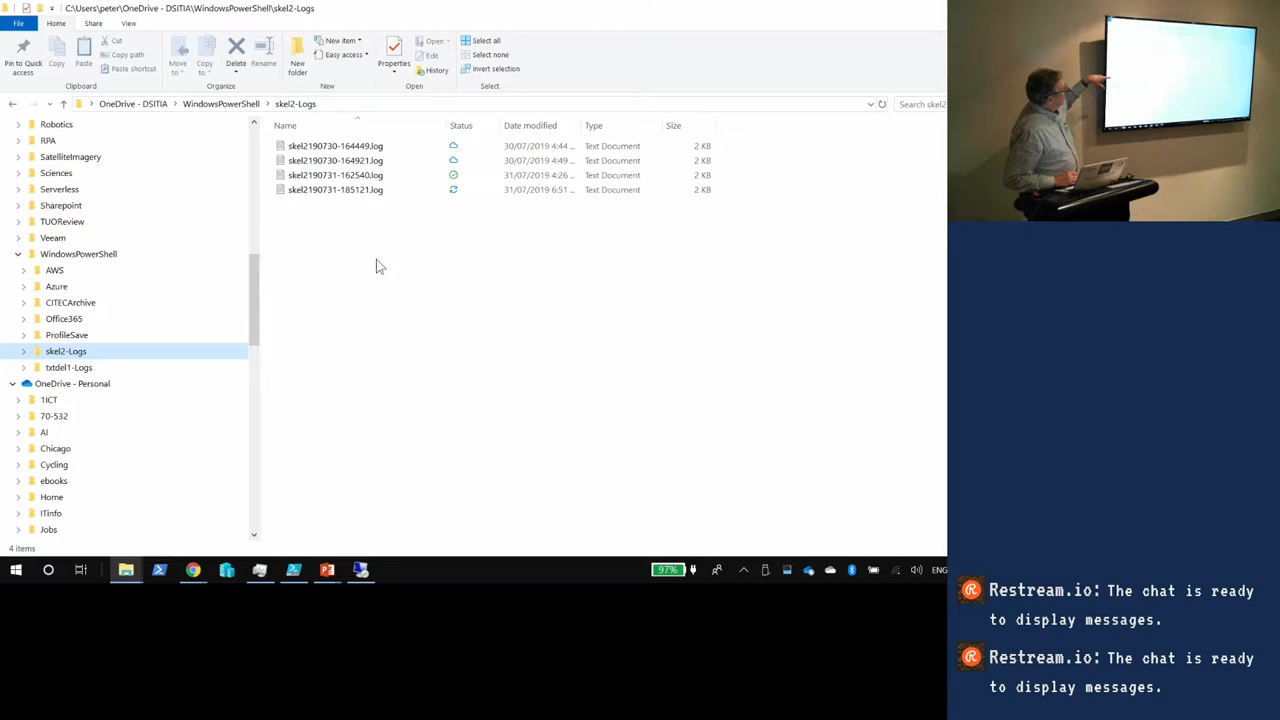 C:\Users\peter\OneDrive - DSITIA\WindowsPowerShell\skel2-Logs
File Home Share View
Pin to Quick access
Copy
Paste
Cut
Copy path
Paste shortcut
Clipboard
Move to
Copy to
Delete
Rename
Organize
New folder
New item
Easy access
New
Properties
Open
Edit
History
Open
Select all
Select none
Invert selection
Select
OneDrive - DSITIA > WindowsPowerShell > skel2-Logs
Search skel2
Robotics
RPA
SatelliteImagery
Sciences
Serverless
Sharepoint
TUOReview
Veeam
WindowsPowerShell
AWS
Azure
CITECArchive
Office365
ProfileSave
skel2-Logs
txtdel1-Logs
OneDrive - Personal
1ICT
70-532
AI
Chicago
Cycling
ebooks
Home
ITinfo
Jobs
Name Status Date modified Type Size
skel2190730-164449.log 30/07/2019 4:44 ... Text Document 2 KB
skel2190730-164921.log 30/07/2019 4:49 ... Text Document 2 KB
skel2190731-162540.log 31/07/2019 4:26 ... Text Document 2 KB
skel2190731-185121.log 31/07/2019 6:51 ... Text Document 2 KB
4 items
97%
ENG
Restream.io: The chat is ready
to display messages.
Restream.io: The chat is ready
to display messages.